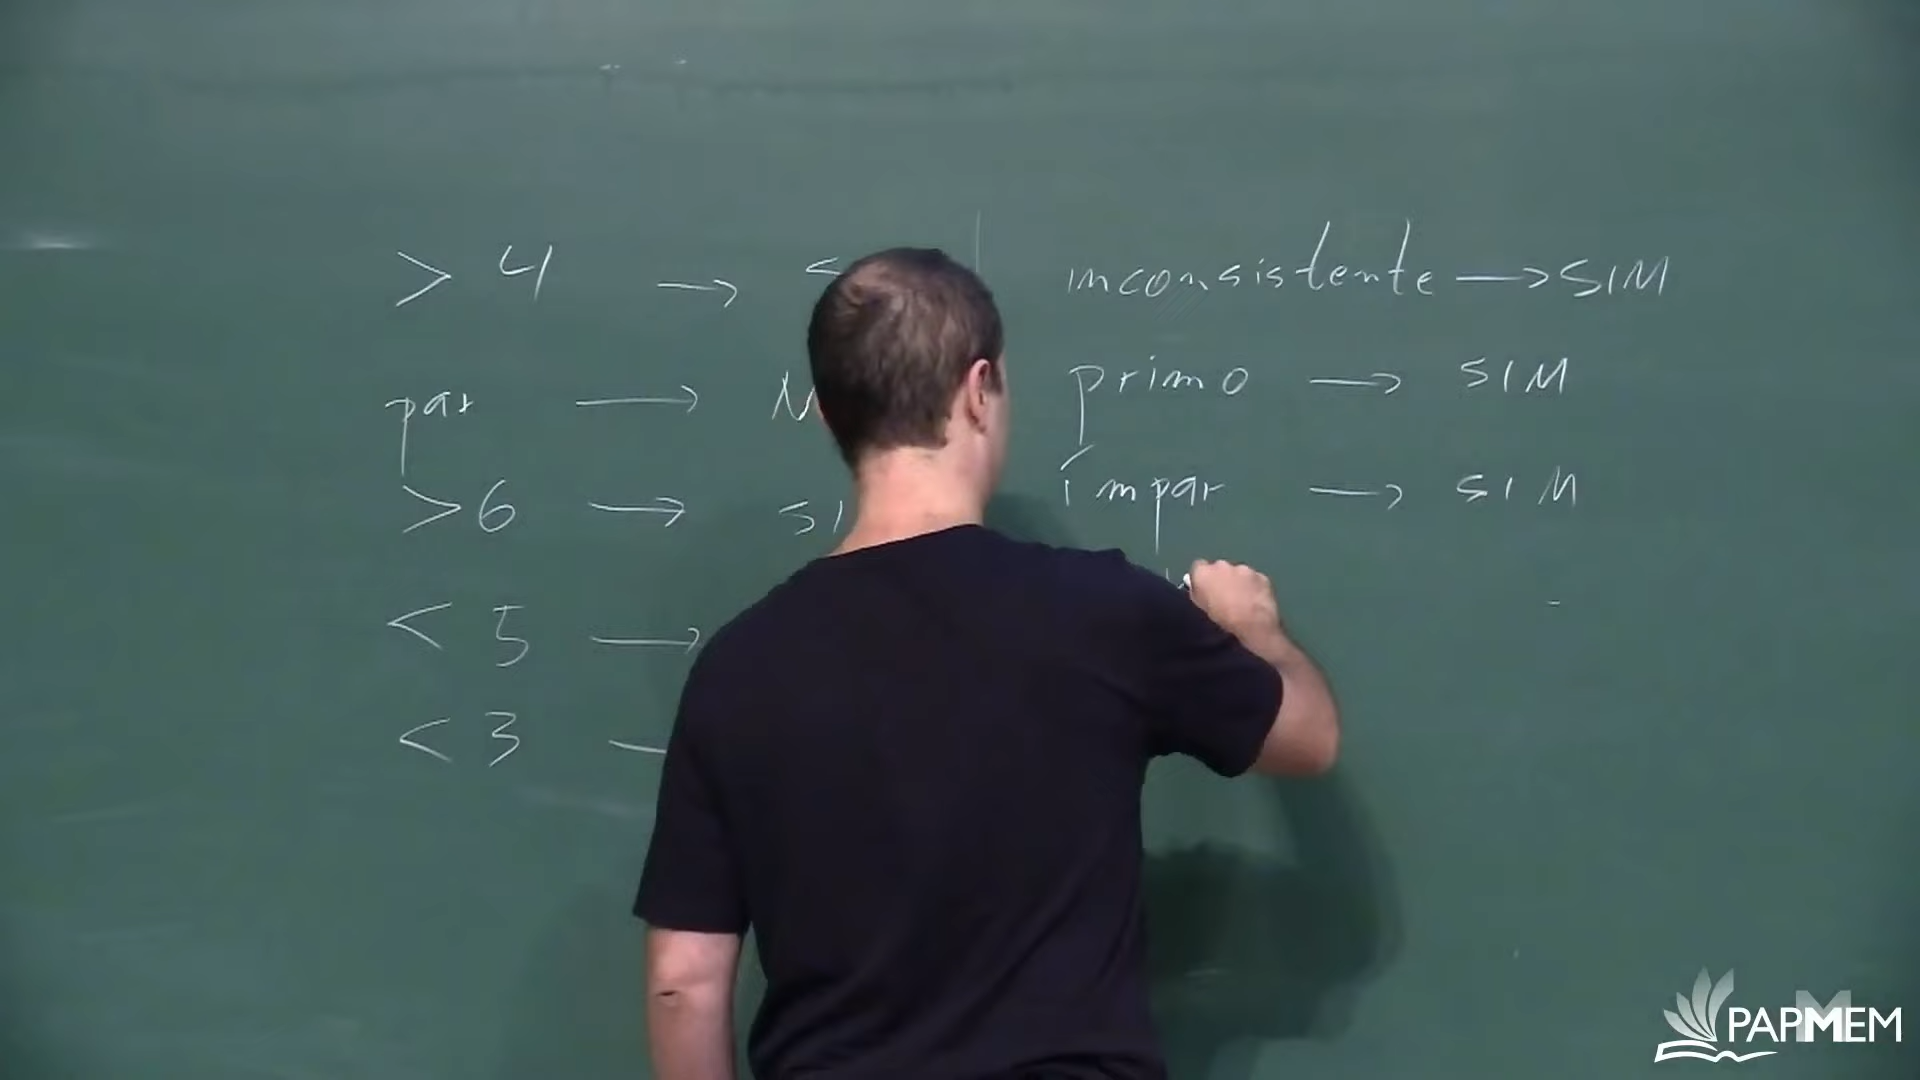 > 4 →
par →
> 6 →
< 5 →
< 3
inconsistente → SIM
primo → SIM
ímpar → SIM
PAPMEM